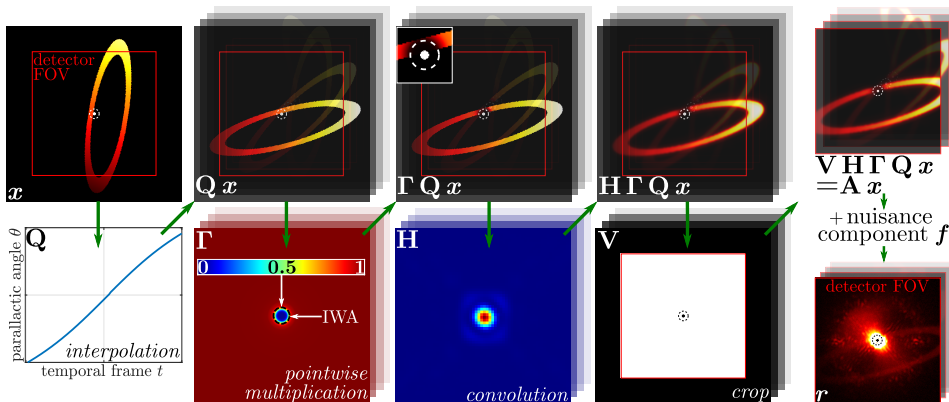 detector
FOV
x
Q x
Γ Q x
H Γ Q x
V H Γ Q x
=A x
+ nuisance
component f
Q
parallactic angle θ
interpolation
temporal frame t
Γ
0 0.5 1
IWA
pointwise
multiplication
H
convolution
V
crop
detector FOV
r